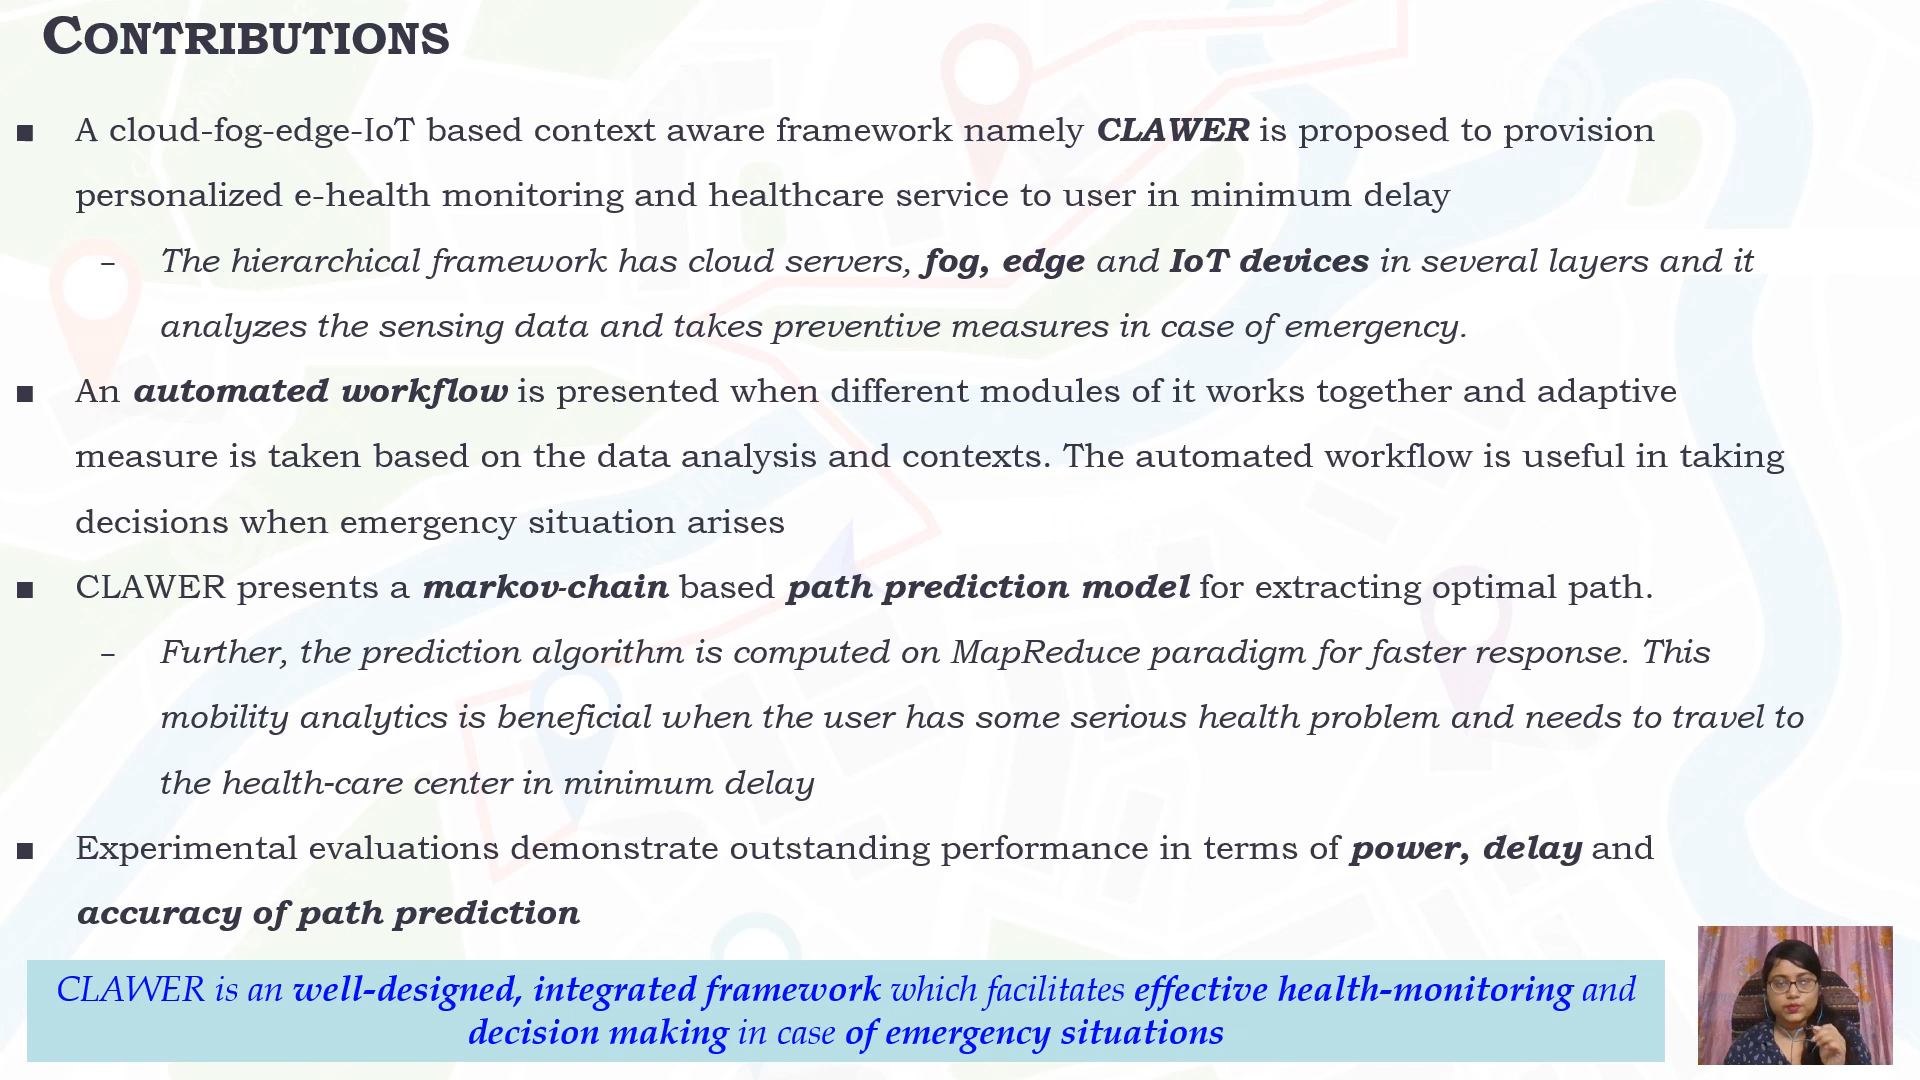 CONTRIBUTIONS
▪ A cloud-fog-edge-IoT based context aware framework namely CLAWER is proposed to provision
personalized e-health monitoring and healthcare service to user in minimum delay
– The hierarchical framework has cloud servers, fog, edge and IoT devices in several layers and it
analyzes the sensing data and takes preventive measures in case of emergency.
▪ An automated workflow is presented when different modules of it works together and adaptive
measure is taken based on the data analysis and contexts. The automated workflow is useful in taking
decisions when emergency situation arises
▪ CLAWER presents a markov-chain based path prediction model for extracting optimal path.
– Further, the prediction algorithm is computed on MapReduce paradigm for faster response. This
mobility analytics is beneficial when the user has some serious health problem and needs to travel to
the health-care center in minimum delay
▪ Experimental evaluations demonstrate outstanding performance in terms of power, delay and
accuracy of path prediction
CLAWER is an well-designed, integrated framework which facilitates effective health-monitoring and
decision making in case of emergency situations